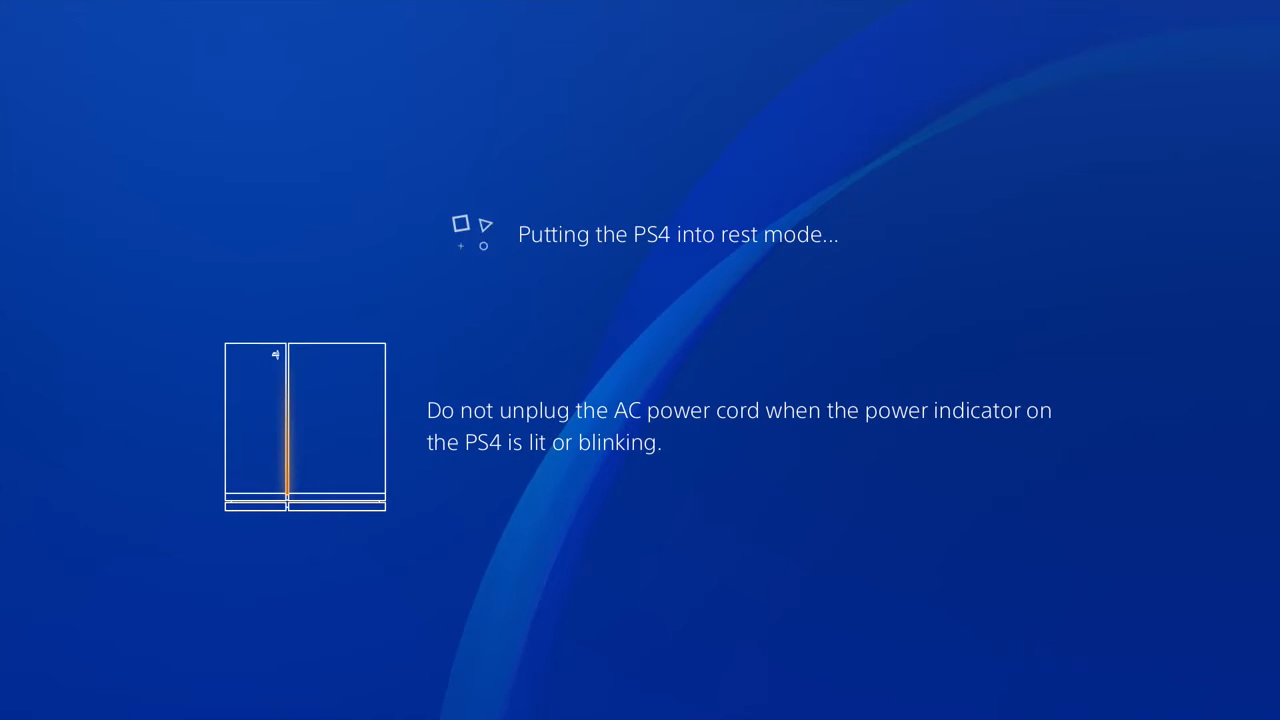 Putting the PS4 into rest mode...
Do not unplug the AC power cord when the power indicator on
the PS4 is lit or blinking.